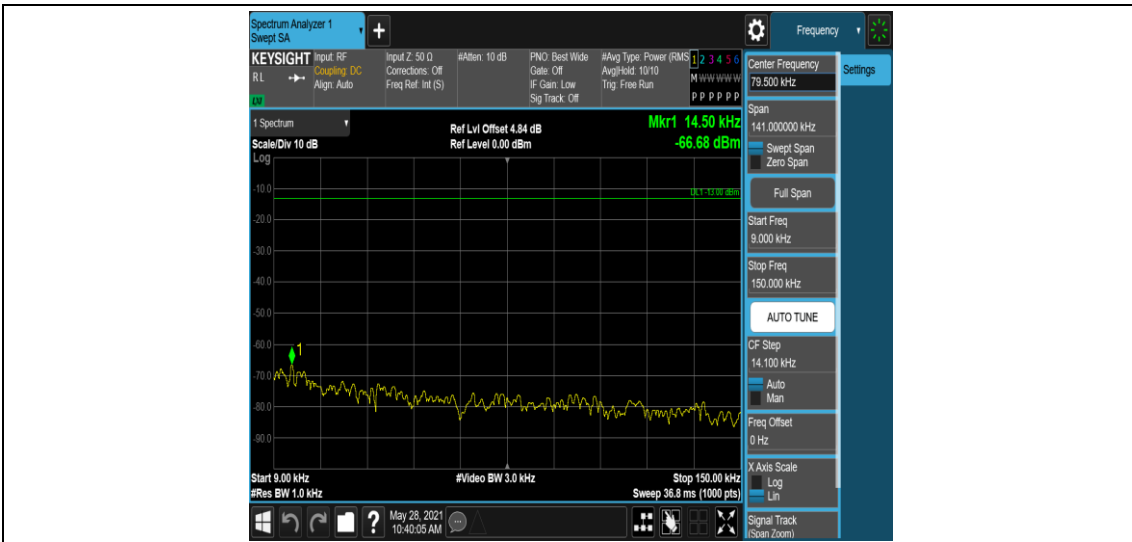 Spectrum Analyzer 1
Swept SA
+
Frequency
KEYSIGHT
RL
LXI
Input: RF
Coupling: DC
Align: Auto
Input Z: 50 Ω
Corrections: Off
Freq Ref: Int (S)
#Atten: 10 dB
PNO: Best Wide
Gate: Off
IF Gain: Low
Sig Track: Off
#Avg Type: Power (RMS
Avg|Hold: 10/10
Trig: Free Run
1 2 3 4 5 6
M W W W W W
P P P P P P
1 Spectrum
Scale/Div 10 dB
Log
Ref Lvl Offset 4.84 dB
Ref Level 0.00 dBm
Mkr1 14.50 kHz
-66.68 dBm
DL1 -13.00 dBm
-10.0
-20.0
-30.0
-40.0
-50.0
-60.0
-70.0
-80.0
-90.0
1
Start 9.00 kHz
#Res BW 1.0 kHz
#Video BW 3.0 kHz
Stop 150.00 kHz
Sweep 36.8 ms (1000 pts)
?
May 28, 2021
10:40:05 AM
Center Frequency
79.500 kHz
Settings
Span
141.000000 kHz
Swept Span
Zero Span
Full Span
Start Freq
9.000 kHz
Stop Freq
150.000 kHz
AUTO TUNE
CF Step
14.100 kHz
Auto
Man
Freq Offset
0 Hz
X Axis Scale
Log
Lin
Signal Track
(Span Zoom)